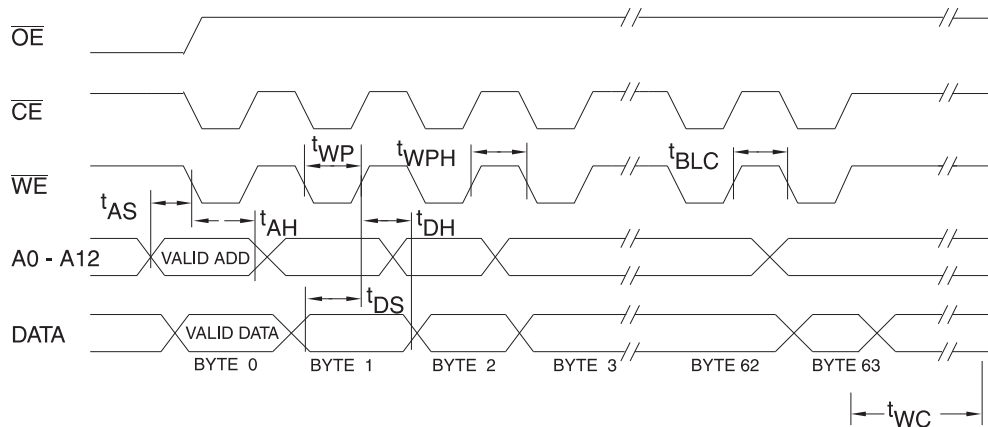 OE
CE
tWP
tWPH
tBLC
WE
tAS
tAH
tDH
A0 - A12
VALID ADD
tDS
DATA
VALID DATA
BYTE 0 BYTE 1 BYTE 2 BYTE 3 BYTE 62 BYTE 63
tWC